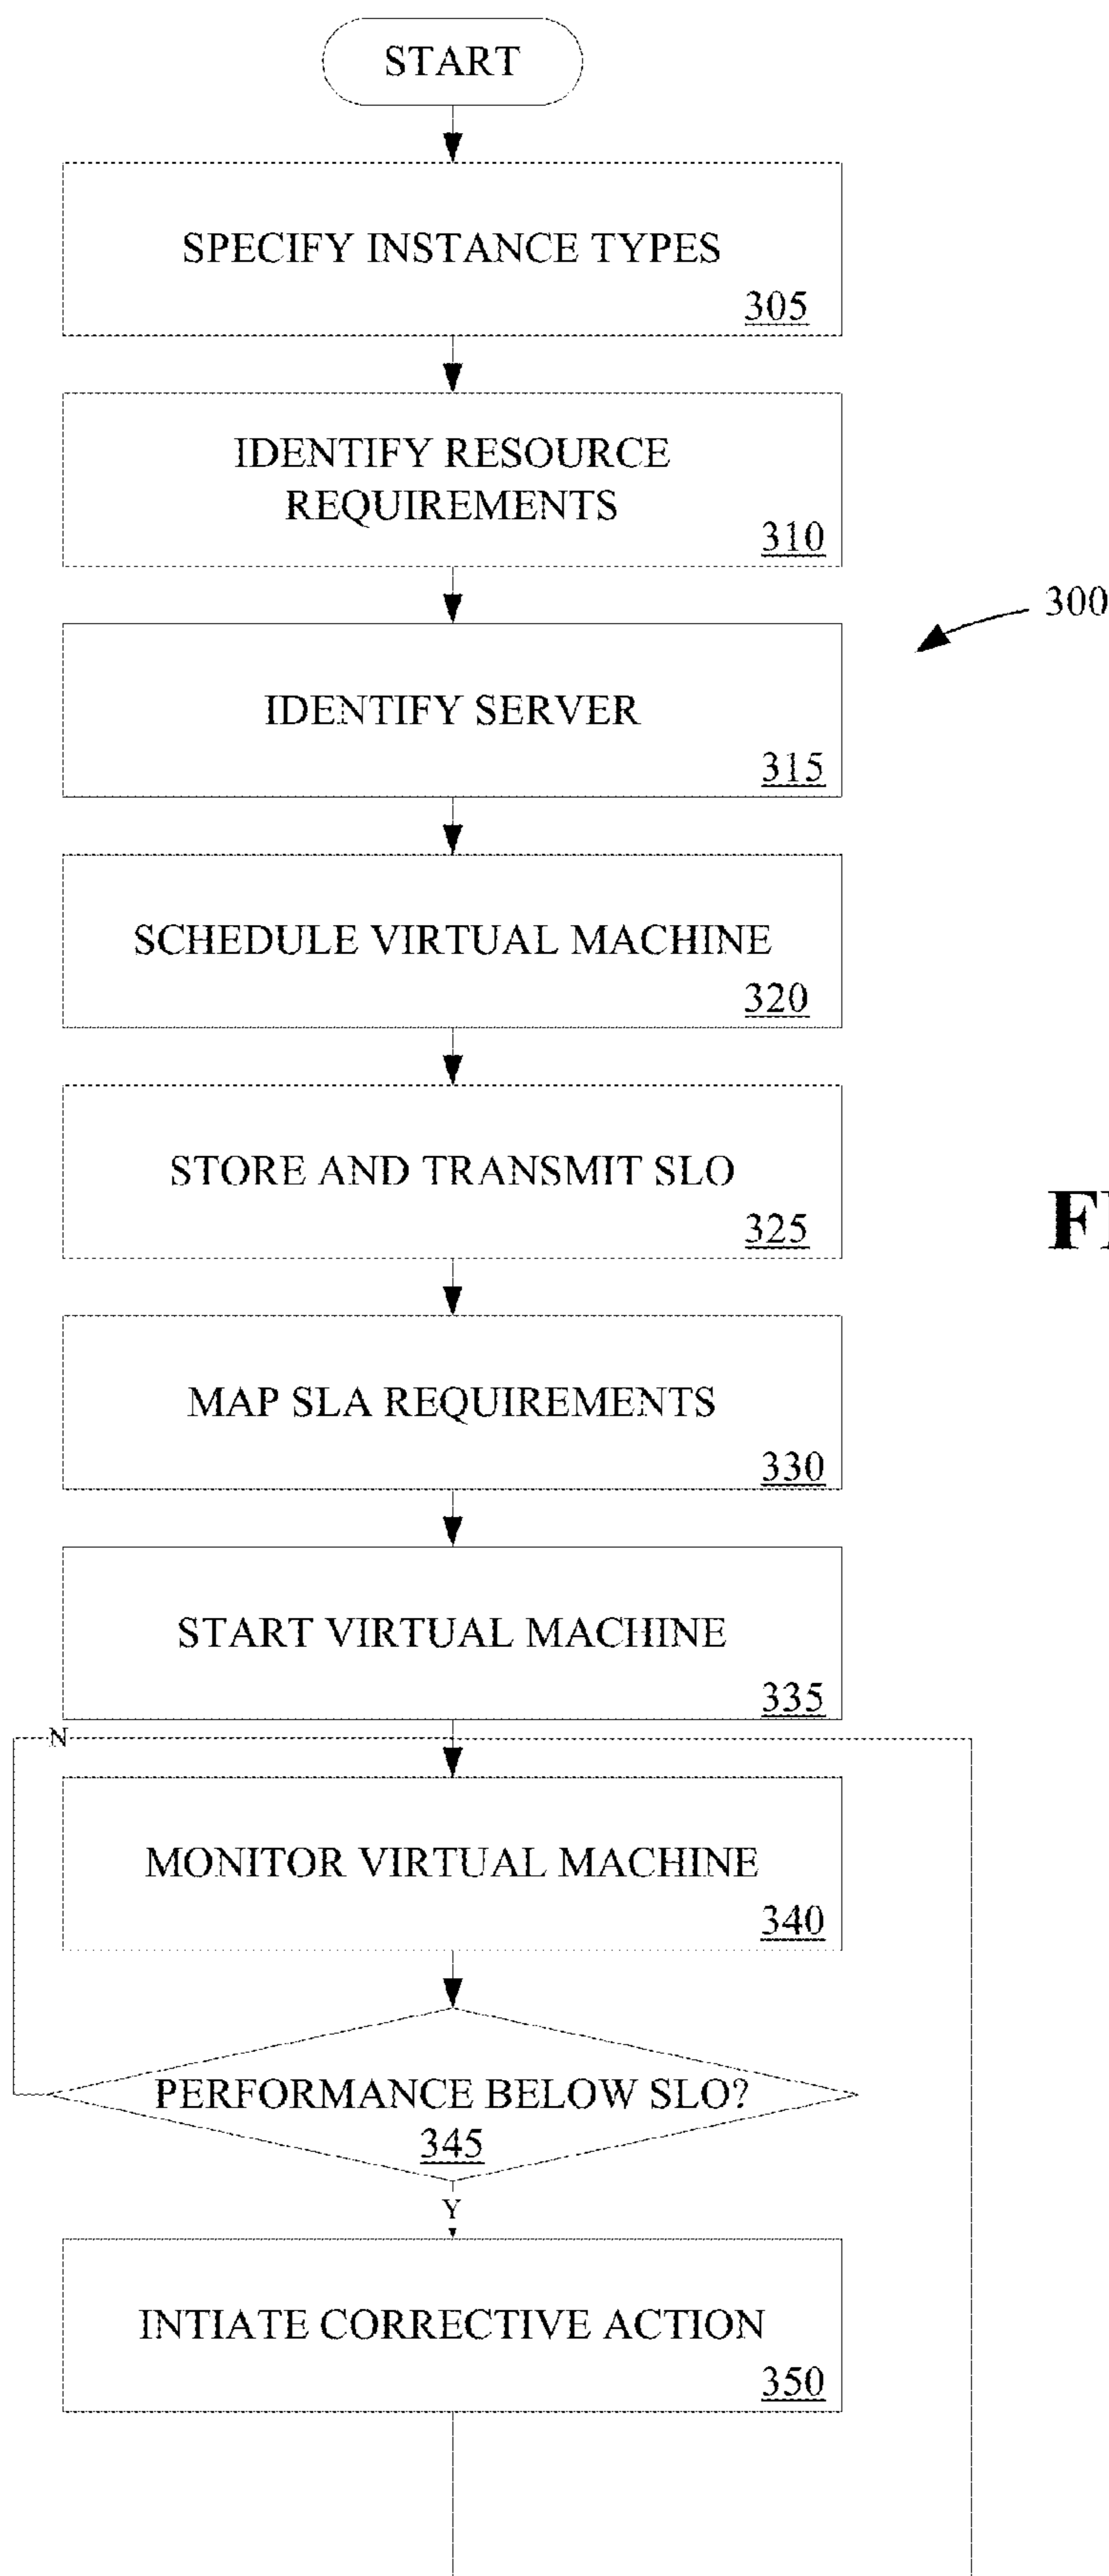 START
SPECIFY INSTANCE TYPES
305
IDENTIFY RESOURCE
REQUIREMENTS
310
300
IDENTIFY SERVER
315
SCHEDULE VIRTUAL MACHINE
320
STORE AND TRANSMIT SLO
325
MAP SLA REQUIREMENTS
330
START VIRTUAL MACHINE
335
N
MONITOR VIRTUAL MACHINE
340
PERFORMANCE BELOW SLO?
345
Y
INTIATE CORRECTIVE ACTION
350